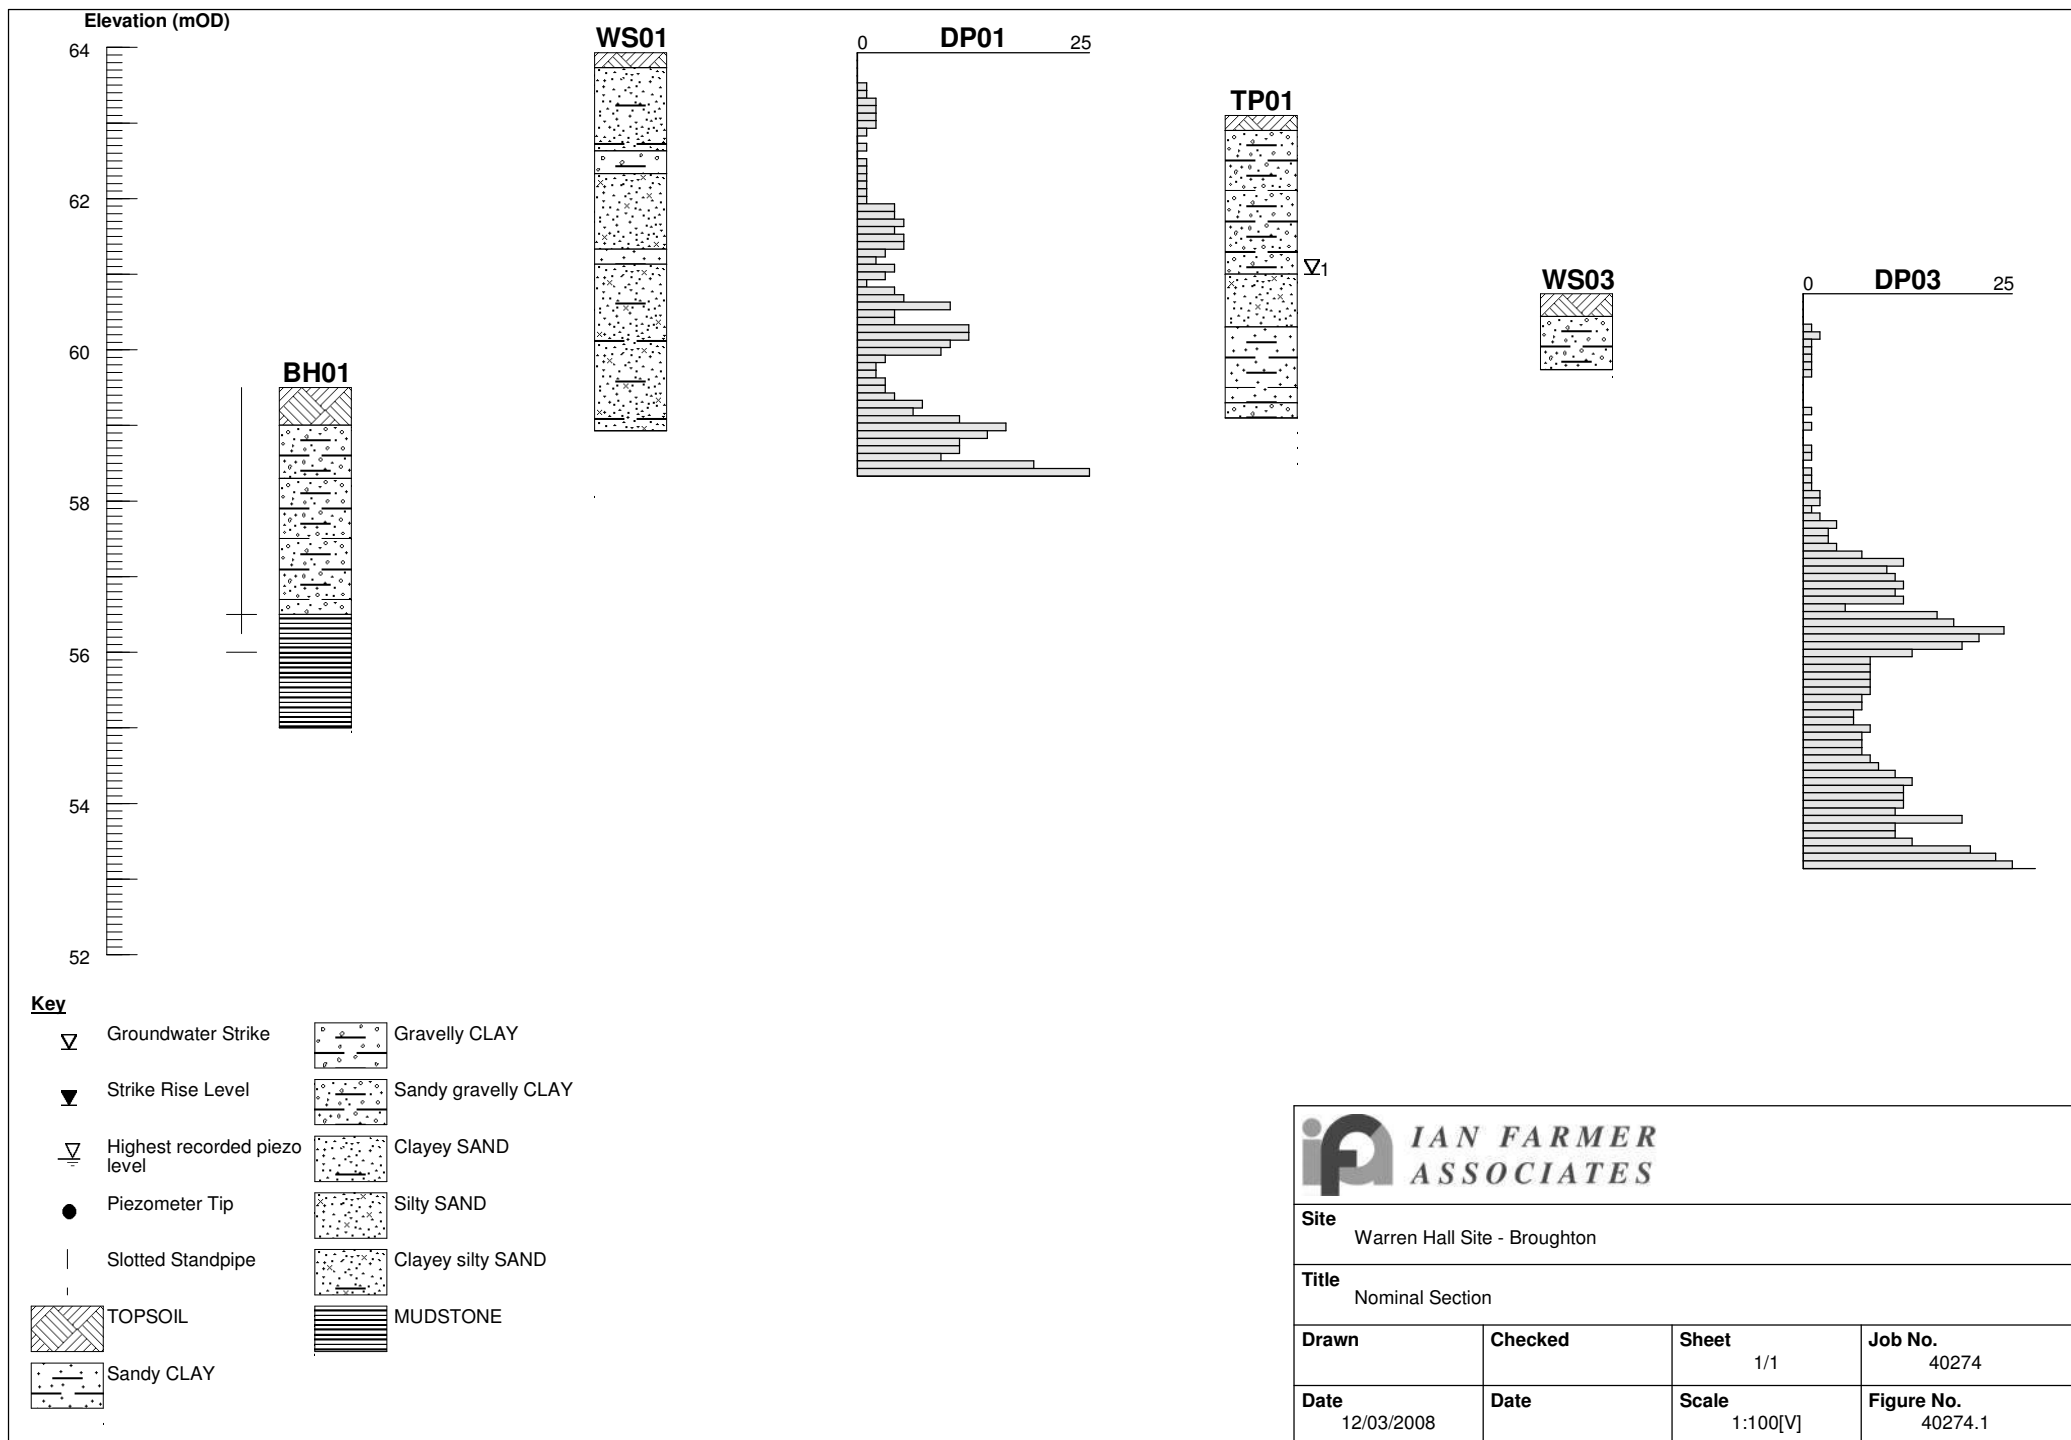 Elevation (mOD)
64
62
60
58
56
54
52
BH01
WS01
0 DP01 25
TP01
1
WS03
0 DP03 25
Key
Groundwater Strike
Strike Rise Level
Highest recorded piezo
level
Piezometer Tip
Slotted Standpipe
TOPSOIL
Sandy CLAY
Gravelly CLAY
Sandy gravelly CLAY
Clayey SAND
Silty SAND
Clayey silty SAND
MUDSTONE
ifa
IAN FARMER
ASSOCIATES
Site
Warren Hall Site - Broughton
Title
Nominal Section
Drawn Checked Sheet Job No.
1/1 40274
Date Date Scale Figure No.
12/03/2008 1:100[V] 40274.1